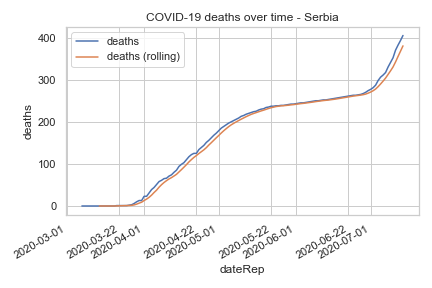 COVID-19 deaths over time - Serbia
deaths
deaths (rolling)
400
300
200
100
0
deaths
2020-03-01
2020-03-22
2020-04-01
2020-04-22
2020-05-01
2020-05-22
2020-06-01
2020-06-22
2020-07-01
dateRep